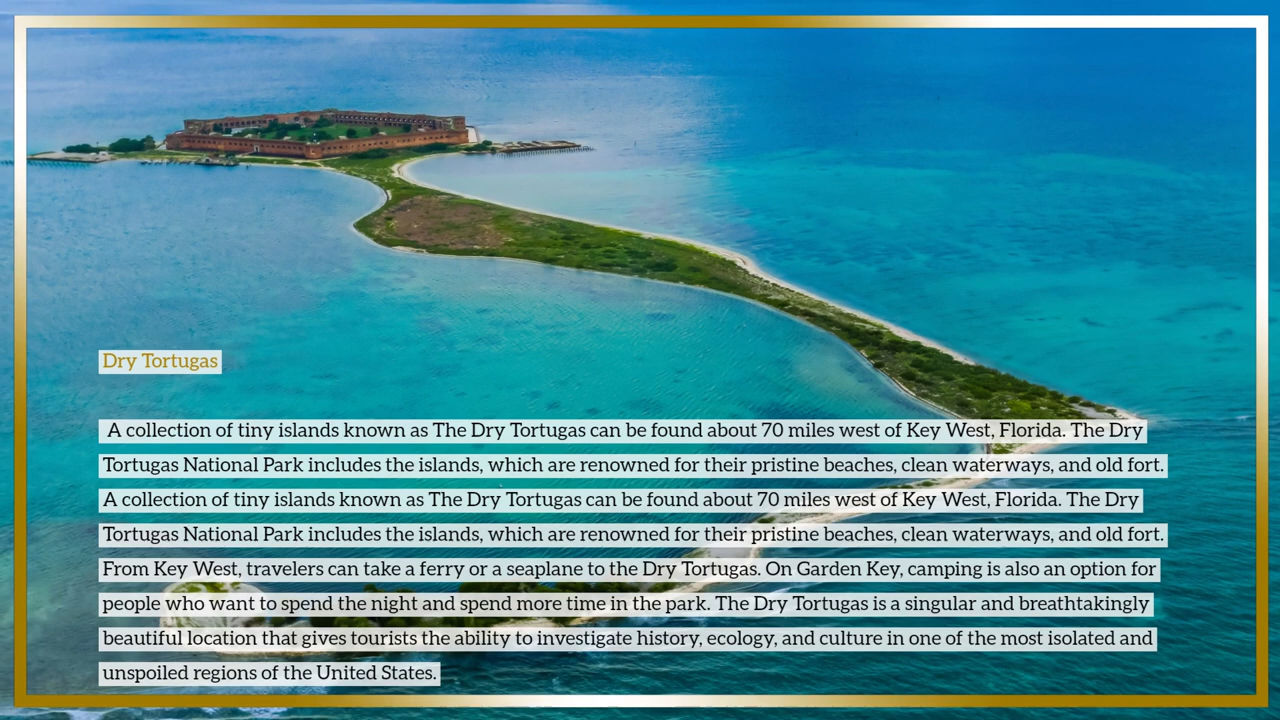 Dry Tortugas
A collection of tiny islands known as The Dry Tortugas can be found about 70 miles west of Key West, Florida. The Dry
Tortugas National Park includes the islands, which are renowned for their pristine beaches, clean waterways, and old fort.
A collection of tiny islands known as The Dry Tortugas can be found about 70 miles west of Key West, Florida. The Dry
Tortugas National Park includes the islands, which are renowned for their pristine beaches, clean waterways, and old fort.
From Key West, travelers can take a ferry or a seaplane to the Dry Tortugas. On Garden Key, camping is also an option for
people who want to spend the night and spend more time in the park. The Dry Tortugas is a singular and breathtakingly
beautiful location that gives tourists the ability to investigate history, ecology, and culture in one of the most isolated and
unspoiled regions of the United States.